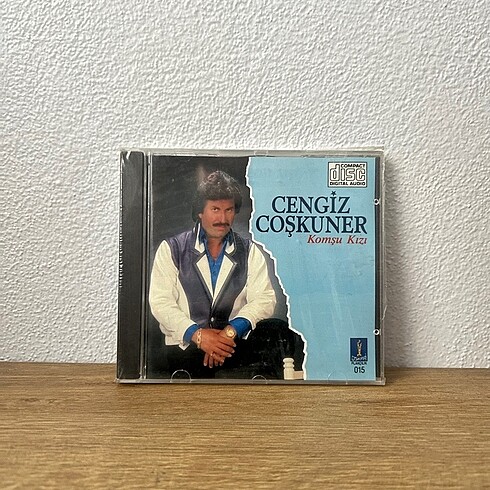 COMPACT
disc
DIGITAL AUDIO
CENGİZ
COŞKUNER
Komşu Kızı
015